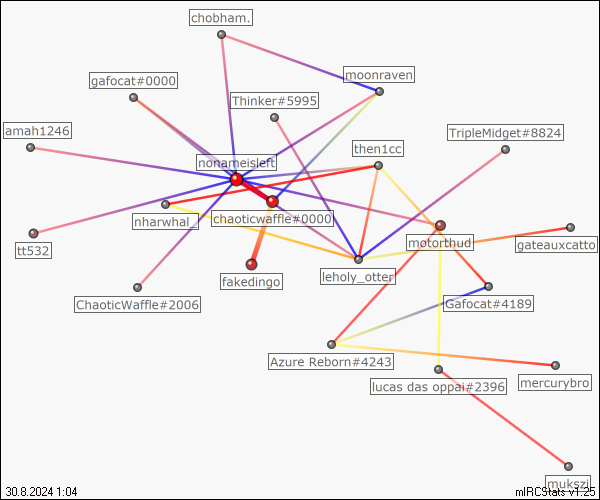 chobham.
moonraven
gafocat#0000
Thinker#5995
amah1246
TripleMidget#8824
then1cc
nonameisleft
nharwhal_
chaoticwaffle#0000
motorthud
gateauxcatto
tt532
fakedingo
leholy_otter
ChaoticWaffle#2006
Gafocat#4189
Azure Reborn#4243
lucas das oppai#2396
mercurybro
mukszi
30.8.2024 1:04
mIRCStats v1.25